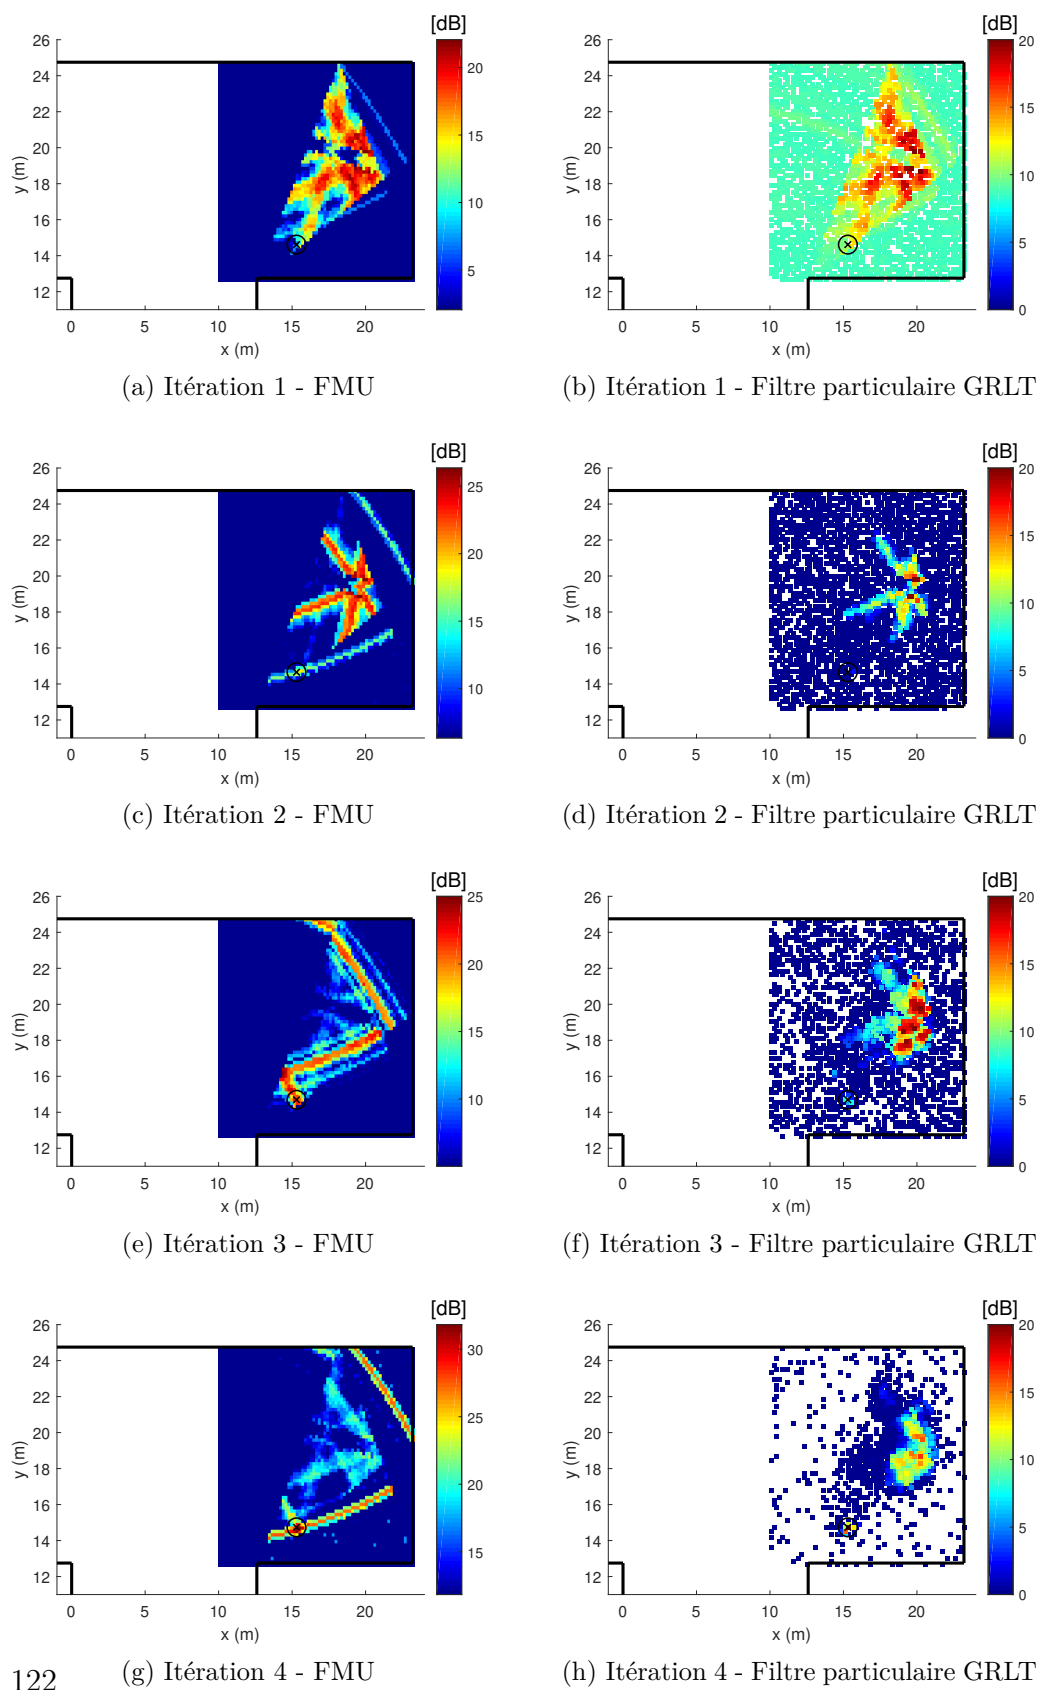 [dB] [dB]
26 26 20
24 20 24
22 22 15
20 15 20
y (m) y (m)
18 18 10
16 10 16
14 14 5
5
12 12 0
0 5 10 15 20 0 5 10 15 20
x (m) x (m)
(a) Itération 1 - FMU (b) Itération 1 - Filtre particulaire GRLT
[dB] [dB]
26 26 20
25
24 24
22 22 15
20 20
20 y (m) y (m)
18 18 10
15
16 16
14 14 5
10
12 12 0
0 5 10 15 20 0 5 10 15 20
x (m) x (m)
(c) Itération 2 - FMU (d) Itération 2 - Filtre particulaire GRLT
[dB] [dB]
26 25 26 20
24 24
22 20 22 15
20 20
y (m) y (m)
18 15 18 10
16 16
14 10 14 5
12 12 0
0 5 10 15 20 0 5 10 15 20
x (m) x (m)
(e) Itération 3 - FMU (f) Itération 3 - Filtre particulaire GRLT
[dB] [dB]
26 26 20
30
24 24
22 22 15
25
20 20
y (m) y (m)
18 18 10
20
16 16
14 15 14 5
12 12 0
0 5 10 15 20 0 5 10 15 20
x (m) x (m)
(g) Itération 4 - FMU (h) Itération 4 - Filtre particulaire GRLT
122